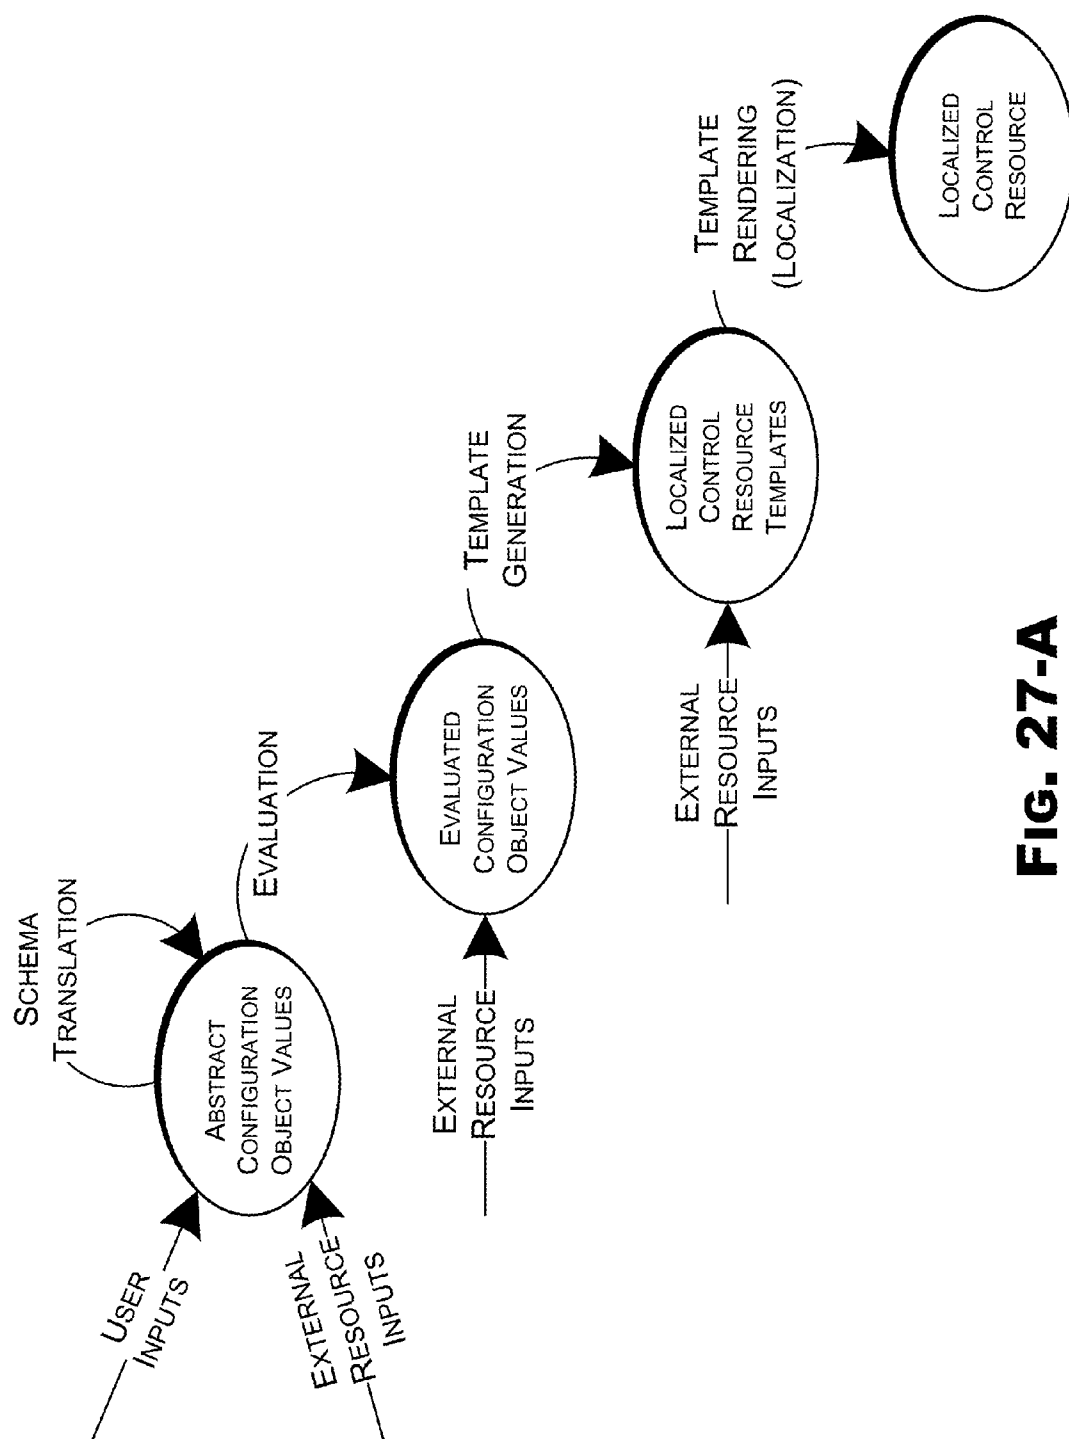 USER
INPUTS
EXTERNAL
RESOURCE
INPUTS
SCHEMA
TRANSLATION
ABSTRACT
CONFIGURATION
OBJECT VALUES
EVALUATION
EXTERNAL
RESOURCE
INPUTS
EVALUATED
CONFIGURATION
OBJECT VALUES
TEMPLATE
GENERATION
EXTERNAL
RESOURCE
INPUTS
LOCALIZED
CONTROL
RESOURCE
TEMPLATES
TEMPLATE
RENDERING
(LOCALIZATION)
LOCALIZED
CONTROL
RESOURCE
FIG. 27-A